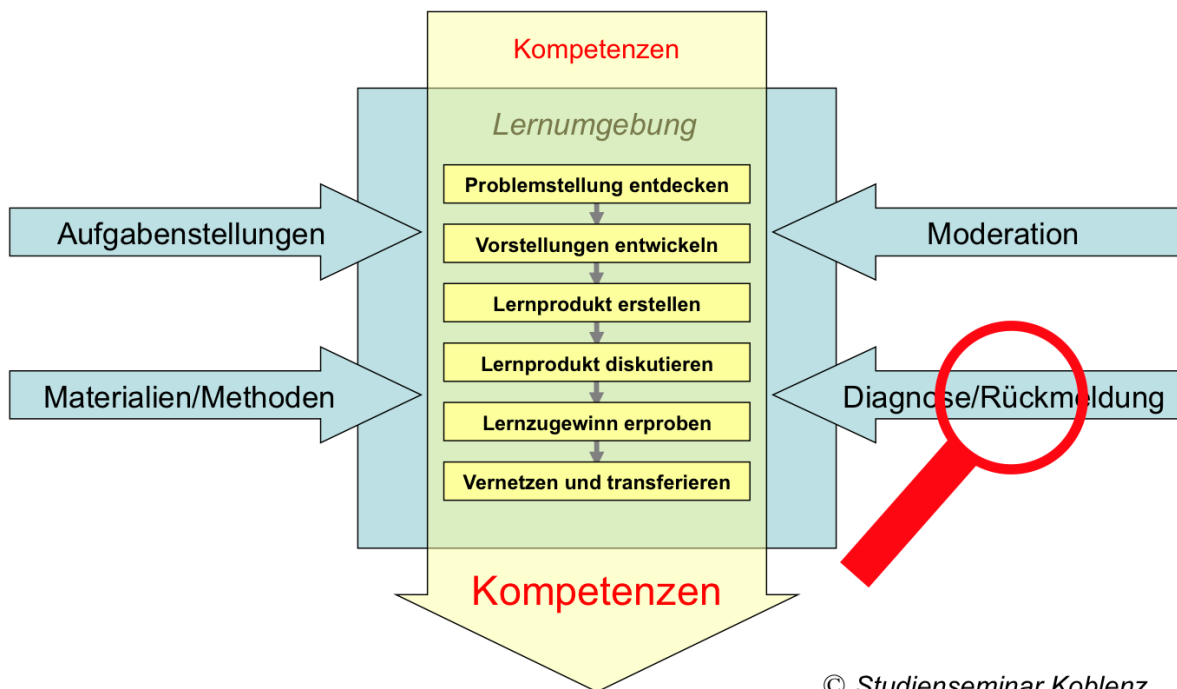 Kompetenzen
Lernumgebung
Problemstellung entdecken
Aufgabenstellungen
Vorstellungen entwickeln
Moderation
Lernprodukt erstellen
Lernprodukt diskutieren
Materialien/Methoden
Diagnose/Rückmeldung
Lernzugewinn erproben
Vernetzen und transferieren
Kompetenzen
© Studienseminar Koblenz